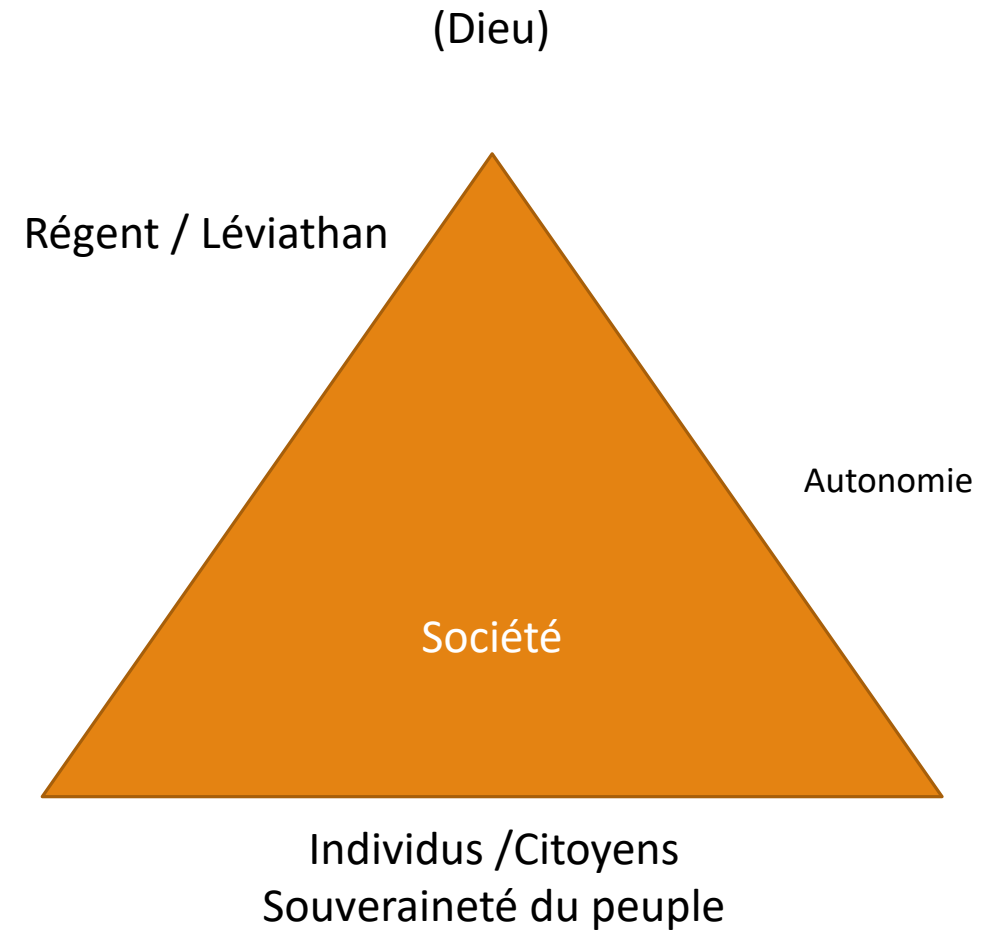 (Dieu)
Régent / Léviathan
Autonomie
Société
Individus /Citoyens
Souveraineté du peuple